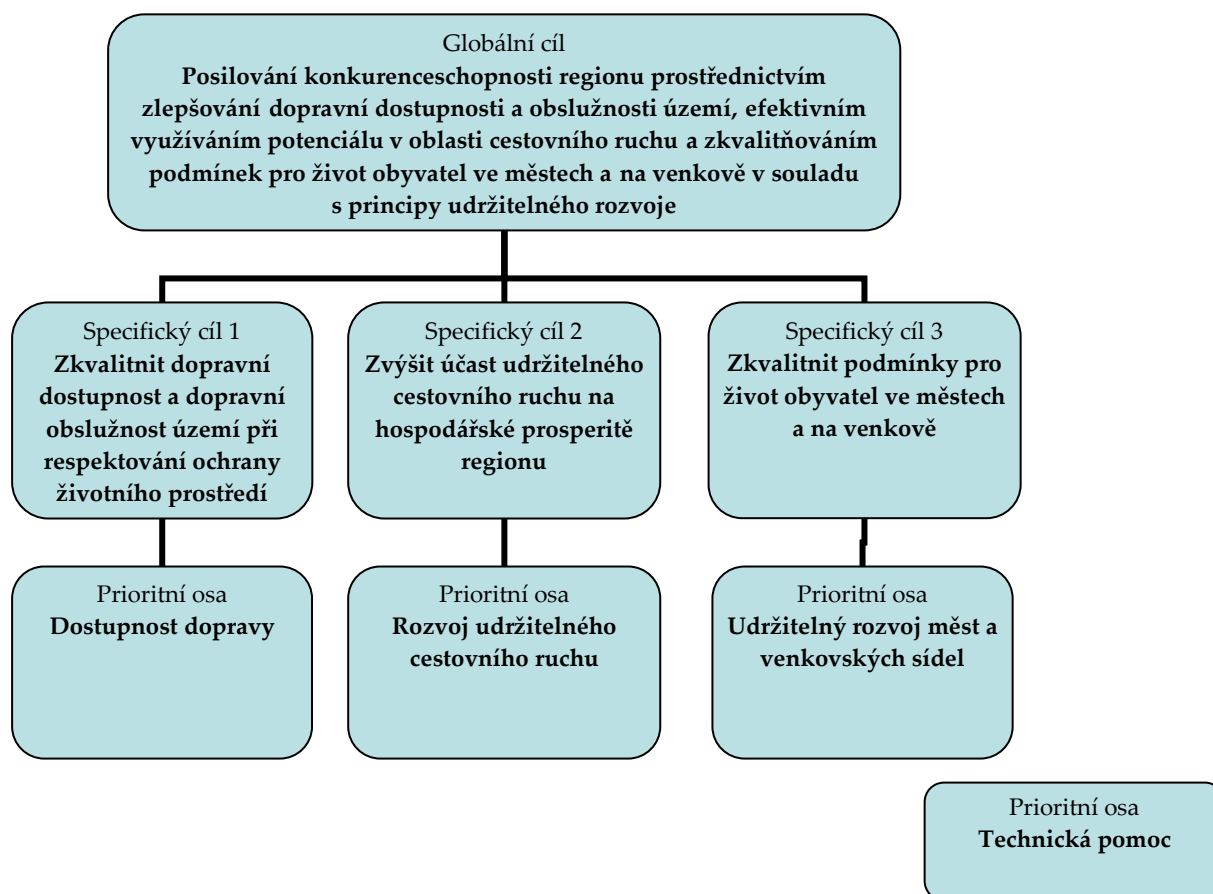 Globální cíl
Posilování konkurenceschopnosti regionu prostřednictvím
zlepšování dopravní dostupnosti a obslužnosti území, efektivním
využíváním potenciálu v oblasti cestovního ruchu a zkvalitňováním
podmínek pro život obyvatel ve městech a na venkově v souladu
s principy udržitelného rozvoje
Specifický cíl 1
Zkvalitnit dopravní
dostupnost a dopravní
obslužnost území při
respektování ochrany
životního prostředí
Specifický cíl 2
Zvýšit účast udržitelného
cestovního ruchu na
hospodářské prosperitě
regionu
Specifický cíl 3
Zkvalitnit podmínky pro
život obyvatel ve městech
a na venkově
Prioritní osa
Dostupnost dopravy
Prioritní osa
Rozvoj udržitelného
cestovního ruchu
Prioritní osa
Udržitelný rozvoj měst a
venkovských sídel
Prioritní osa
Technická pomoc